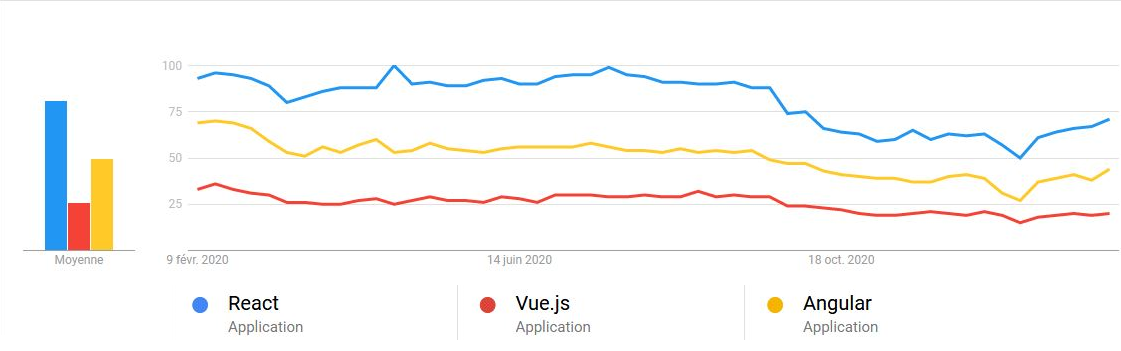 100
75
50
25
Moyenne
9 févr. 2020
14 juin 2020
18 oct. 2020
React
Application
Vue.js
Application
Angular
Application